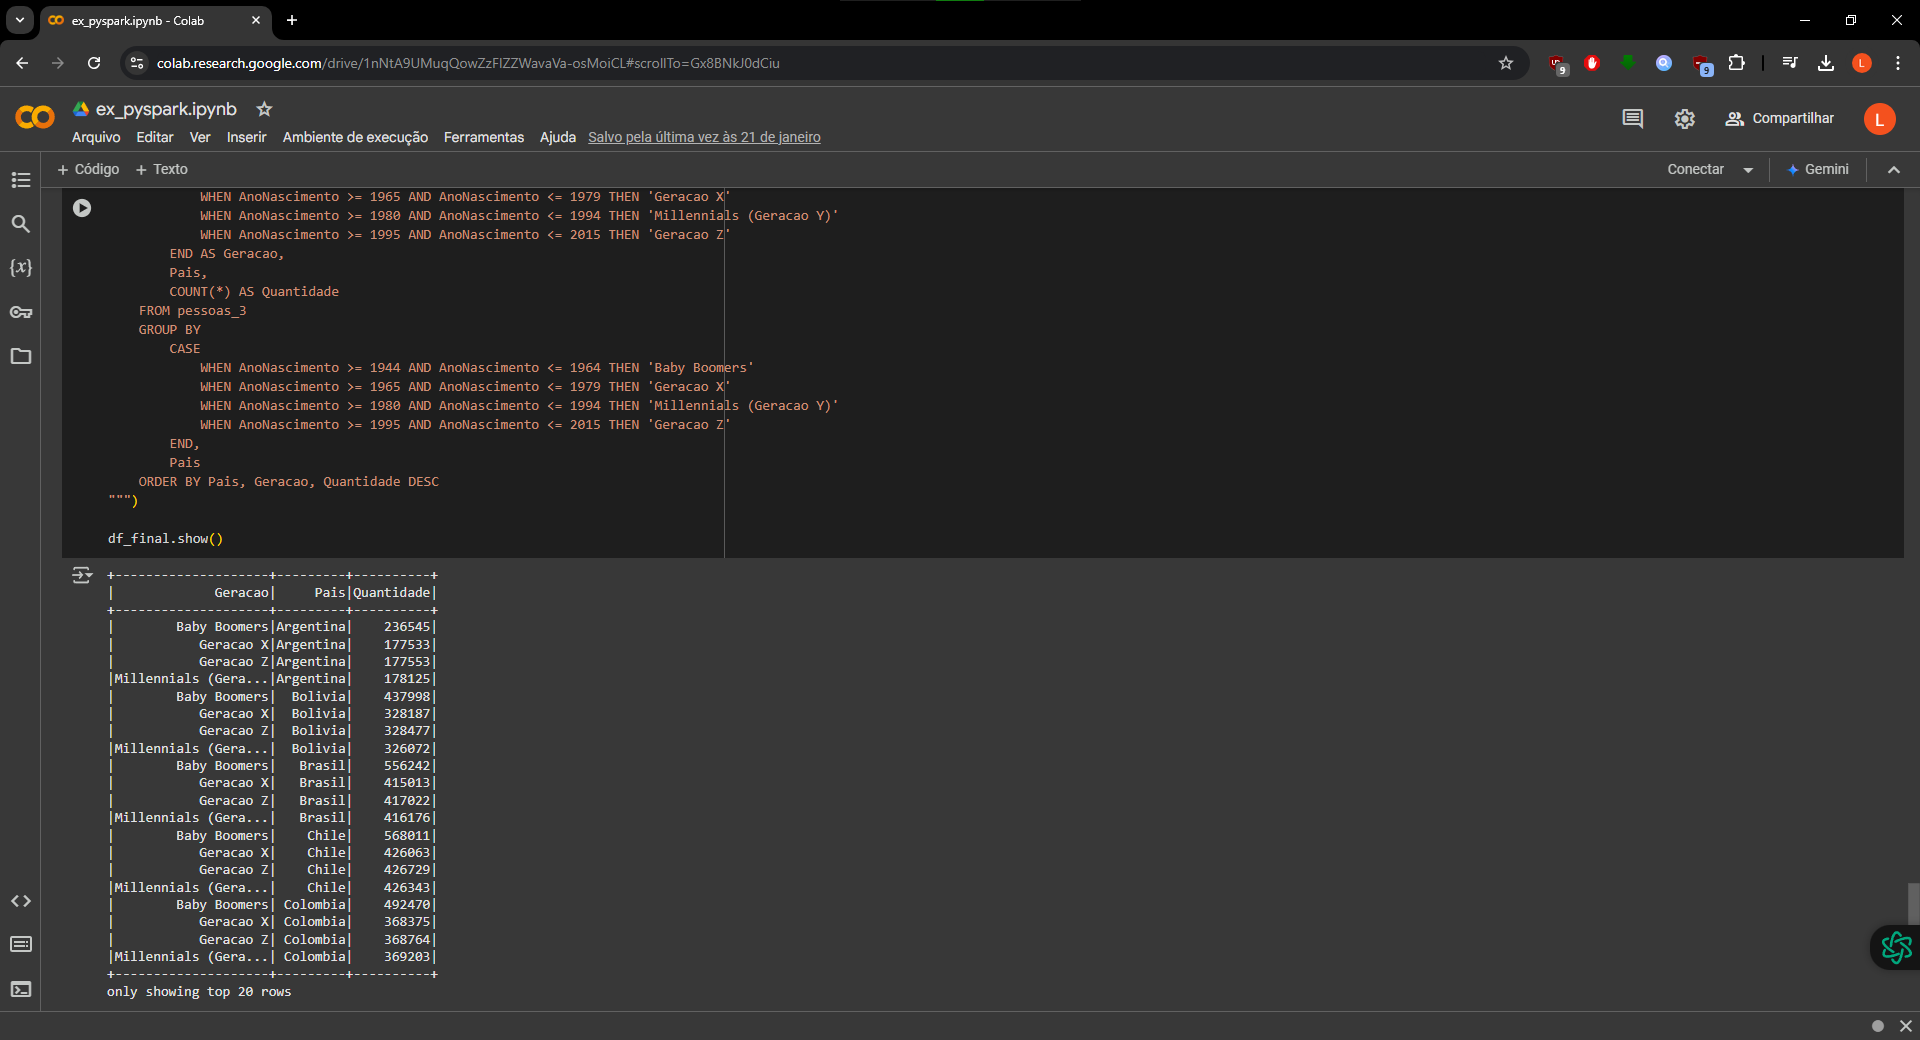 ex_pyspark.ipynb - Colab
colab.research.google.com/drive/1nNtA9UMuqQowZzFIZZWavaVa-osMoiCL#scrollTo=Gx8BNkJ0dCiu
9
9
L
ex_pyspark.ipynb
Arquivo Editar Ver Inserir Ambiente de execução Ferramentas Ajuda Salvo pela última vez às 21 de janeiro
Compartilhar
L
+ Código + Texto
Conectar
Gemini
WHEN AnoNascimento >= 1965 AND AnoNascimento <= 1979 THEN 'Geracao X'
WHEN AnoNascimento >= 1980 AND AnoNascimento <= 1994 THEN 'Millennials (Geracao Y)'
WHEN AnoNascimento >= 1995 AND AnoNascimento <= 2015 THEN 'Geracao Z'
END AS Geracao,
Pais,
COUNT(*) AS Quantidade
FROM pessoas_3
GROUP BY
CASE
WHEN AnoNascimento >= 1944 AND AnoNascimento <= 1964 THEN 'Baby Boomers'
WHEN AnoNascimento >= 1965 AND AnoNascimento <= 1979 THEN 'Geracao X'
WHEN AnoNascimento >= 1980 AND AnoNascimento <= 1994 THEN 'Millennials (Geracao Y)'
WHEN AnoNascimento >= 1995 AND AnoNascimento <= 2015 THEN 'Geracao Z'
END,
Pais
ORDER BY Pais, Geracao, Quantidade DESC
""")
df_final.show()
+--------------------+---------+----------+
|             Geracao|     Pais|Quantidade|
+--------------------+---------+----------+
|        Baby Boomers|Argentina|    236545|
|           Geracao X|Argentina|    177533|
|           Geracao Z|Argentina|    177553|
|Millennials (Gera...|Argentina|    178125|
|        Baby Boomers|  Bolivia|    437998|
|           Geracao X|  Bolivia|    328187|
|           Geracao Z|  Bolivia|    328477|
|Millennials (Gera...|  Bolivia|    326072|
|        Baby Boomers|   Brasil|    556242|
|           Geracao X|   Brasil|    415013|
|           Geracao Z|   Brasil|    417022|
|Millennials (Gera...|   Brasil|    416176|
|        Baby Boomers|    Chile|    568011|
|           Geracao X|    Chile|    426063|
|           Geracao Z|    Chile|    426729|
|Millennials (Gera...|    Chile|    426343|
|        Baby Boomers| Colombia|    492470|
|           Geracao X| Colombia|    368375|
|           Geracao Z| Colombia|    368764|
|Millennials (Gera...| Colombia|    369203|
+--------------------+---------+----------+
only showing top 20 rows